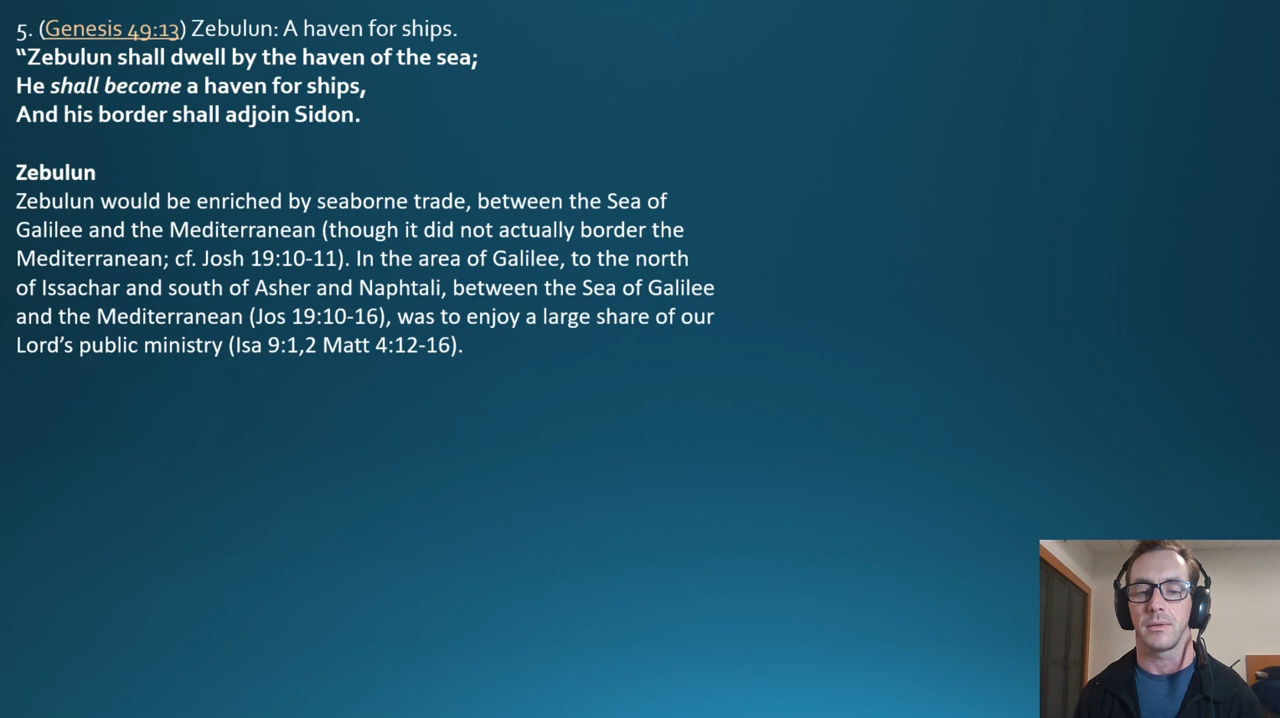 5. (Genesis 49:13) Zebulun: A haven for ships.
“Zebulun shall dwell by the haven of the sea;
He shall become a haven for ships,
And his border shall adjoin Sidon.
Zebulun
Zebulun would be enriched by seaborne trade, between the Sea of
Galilee and the Mediterranean (though it did not actually border the
Mediterranean; cf. Josh 19:10-11). In the area of Galilee, to the north
of Issachar and south of Asher and Naphtali, between the Sea of Galilee
and the Mediterranean (Jos 19:10-16), was to enjoy a large share of our
Lord’s public ministry (Isa 9:1,2 Matt 4:12-16).